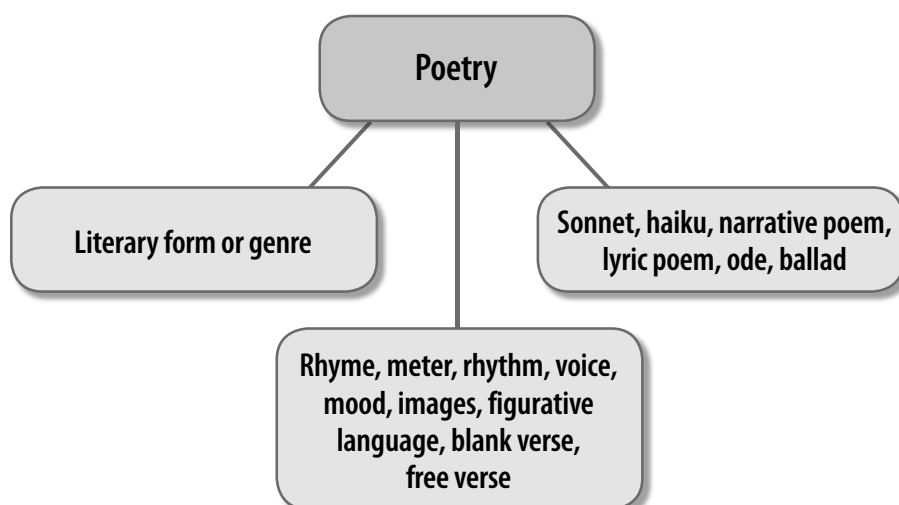 Poetry
Literary form or genre
Sonnet, haiku, narrative poem,
lyric poem, ode, ballad
Rhyme, meter, rhythm, voice,
mood, images, figurative
language, blank verse,
free verse